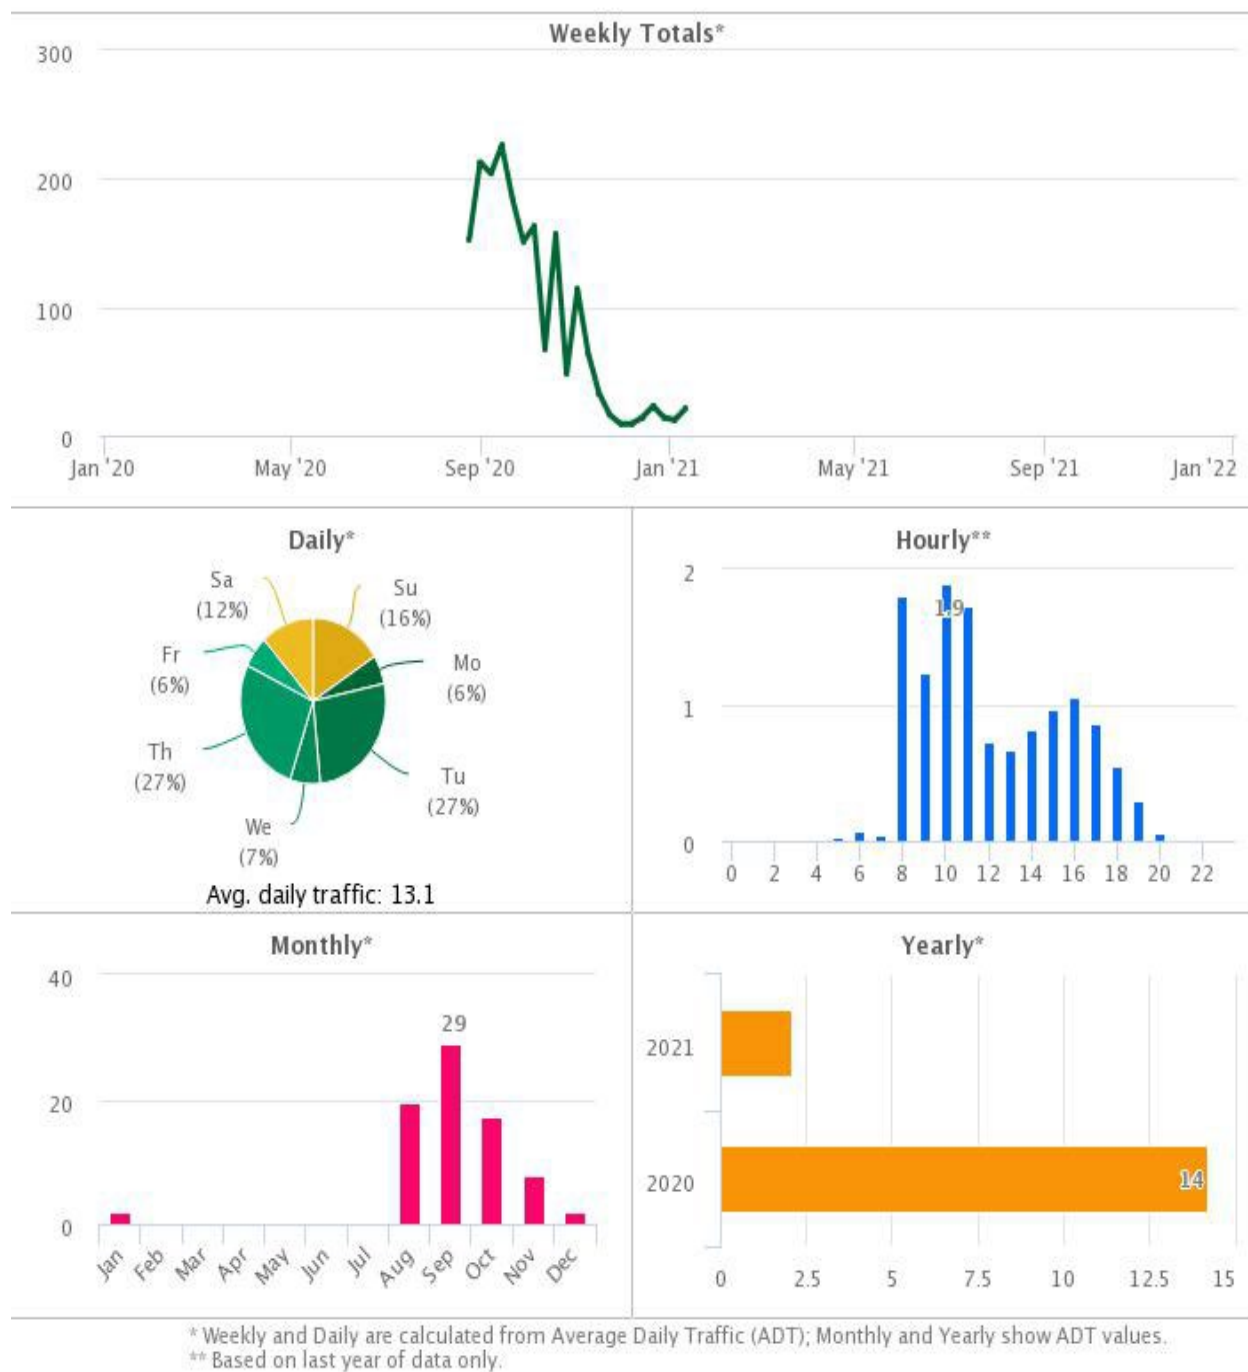 Weekly Totals*
300
200
100
0
Jan '20 May '20 Sep '20 Jan '21 May '21 Sep '21 Jan '22
Daily*
Sa
(12%)
Su
(16%)
Fr
(6%)
Mo
(6%)
Th
(27%)
Tu
(27%)
We
(7%)
Avg. daily traffic: 13.1
Hourly**
2
1.9
1
0
0 2 4 6 8 10 12 14 16 18 20 22
Monthly*
40
29
20
0
Jan Feb Mar Apr May Jun Jul Aug Sep Oct Nov Dec
Yearly*
2021
2020
14
0 2.5 5 7.5 10 12.5 15
* Weekly and Daily are calculated from Average Daily Traffic (ADT); Monthly and Yearly show ADT values.
** Based on last year of data only.